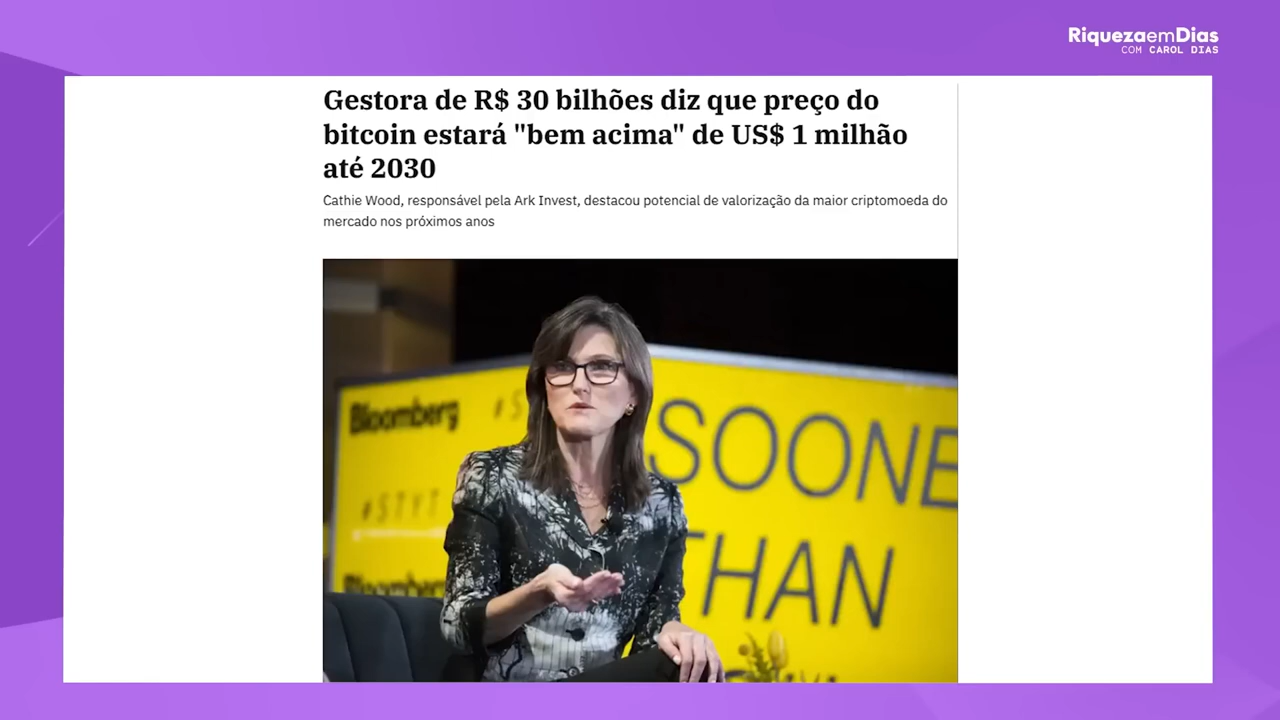 RiquezaemDias
COM CAROL DIAS
Gestora de R$ 30 bilhões diz que preço do
bitcoin estará "bem acima" de US$ 1 milhão
até 2030
Cathie Wood, responsável pela Ark Invest, destacou potencial de valorização da maior criptomoeda do
mercado nos próximos anos
Bloomberg
#S
SOONE
#STYT
THAN
Bloomberg